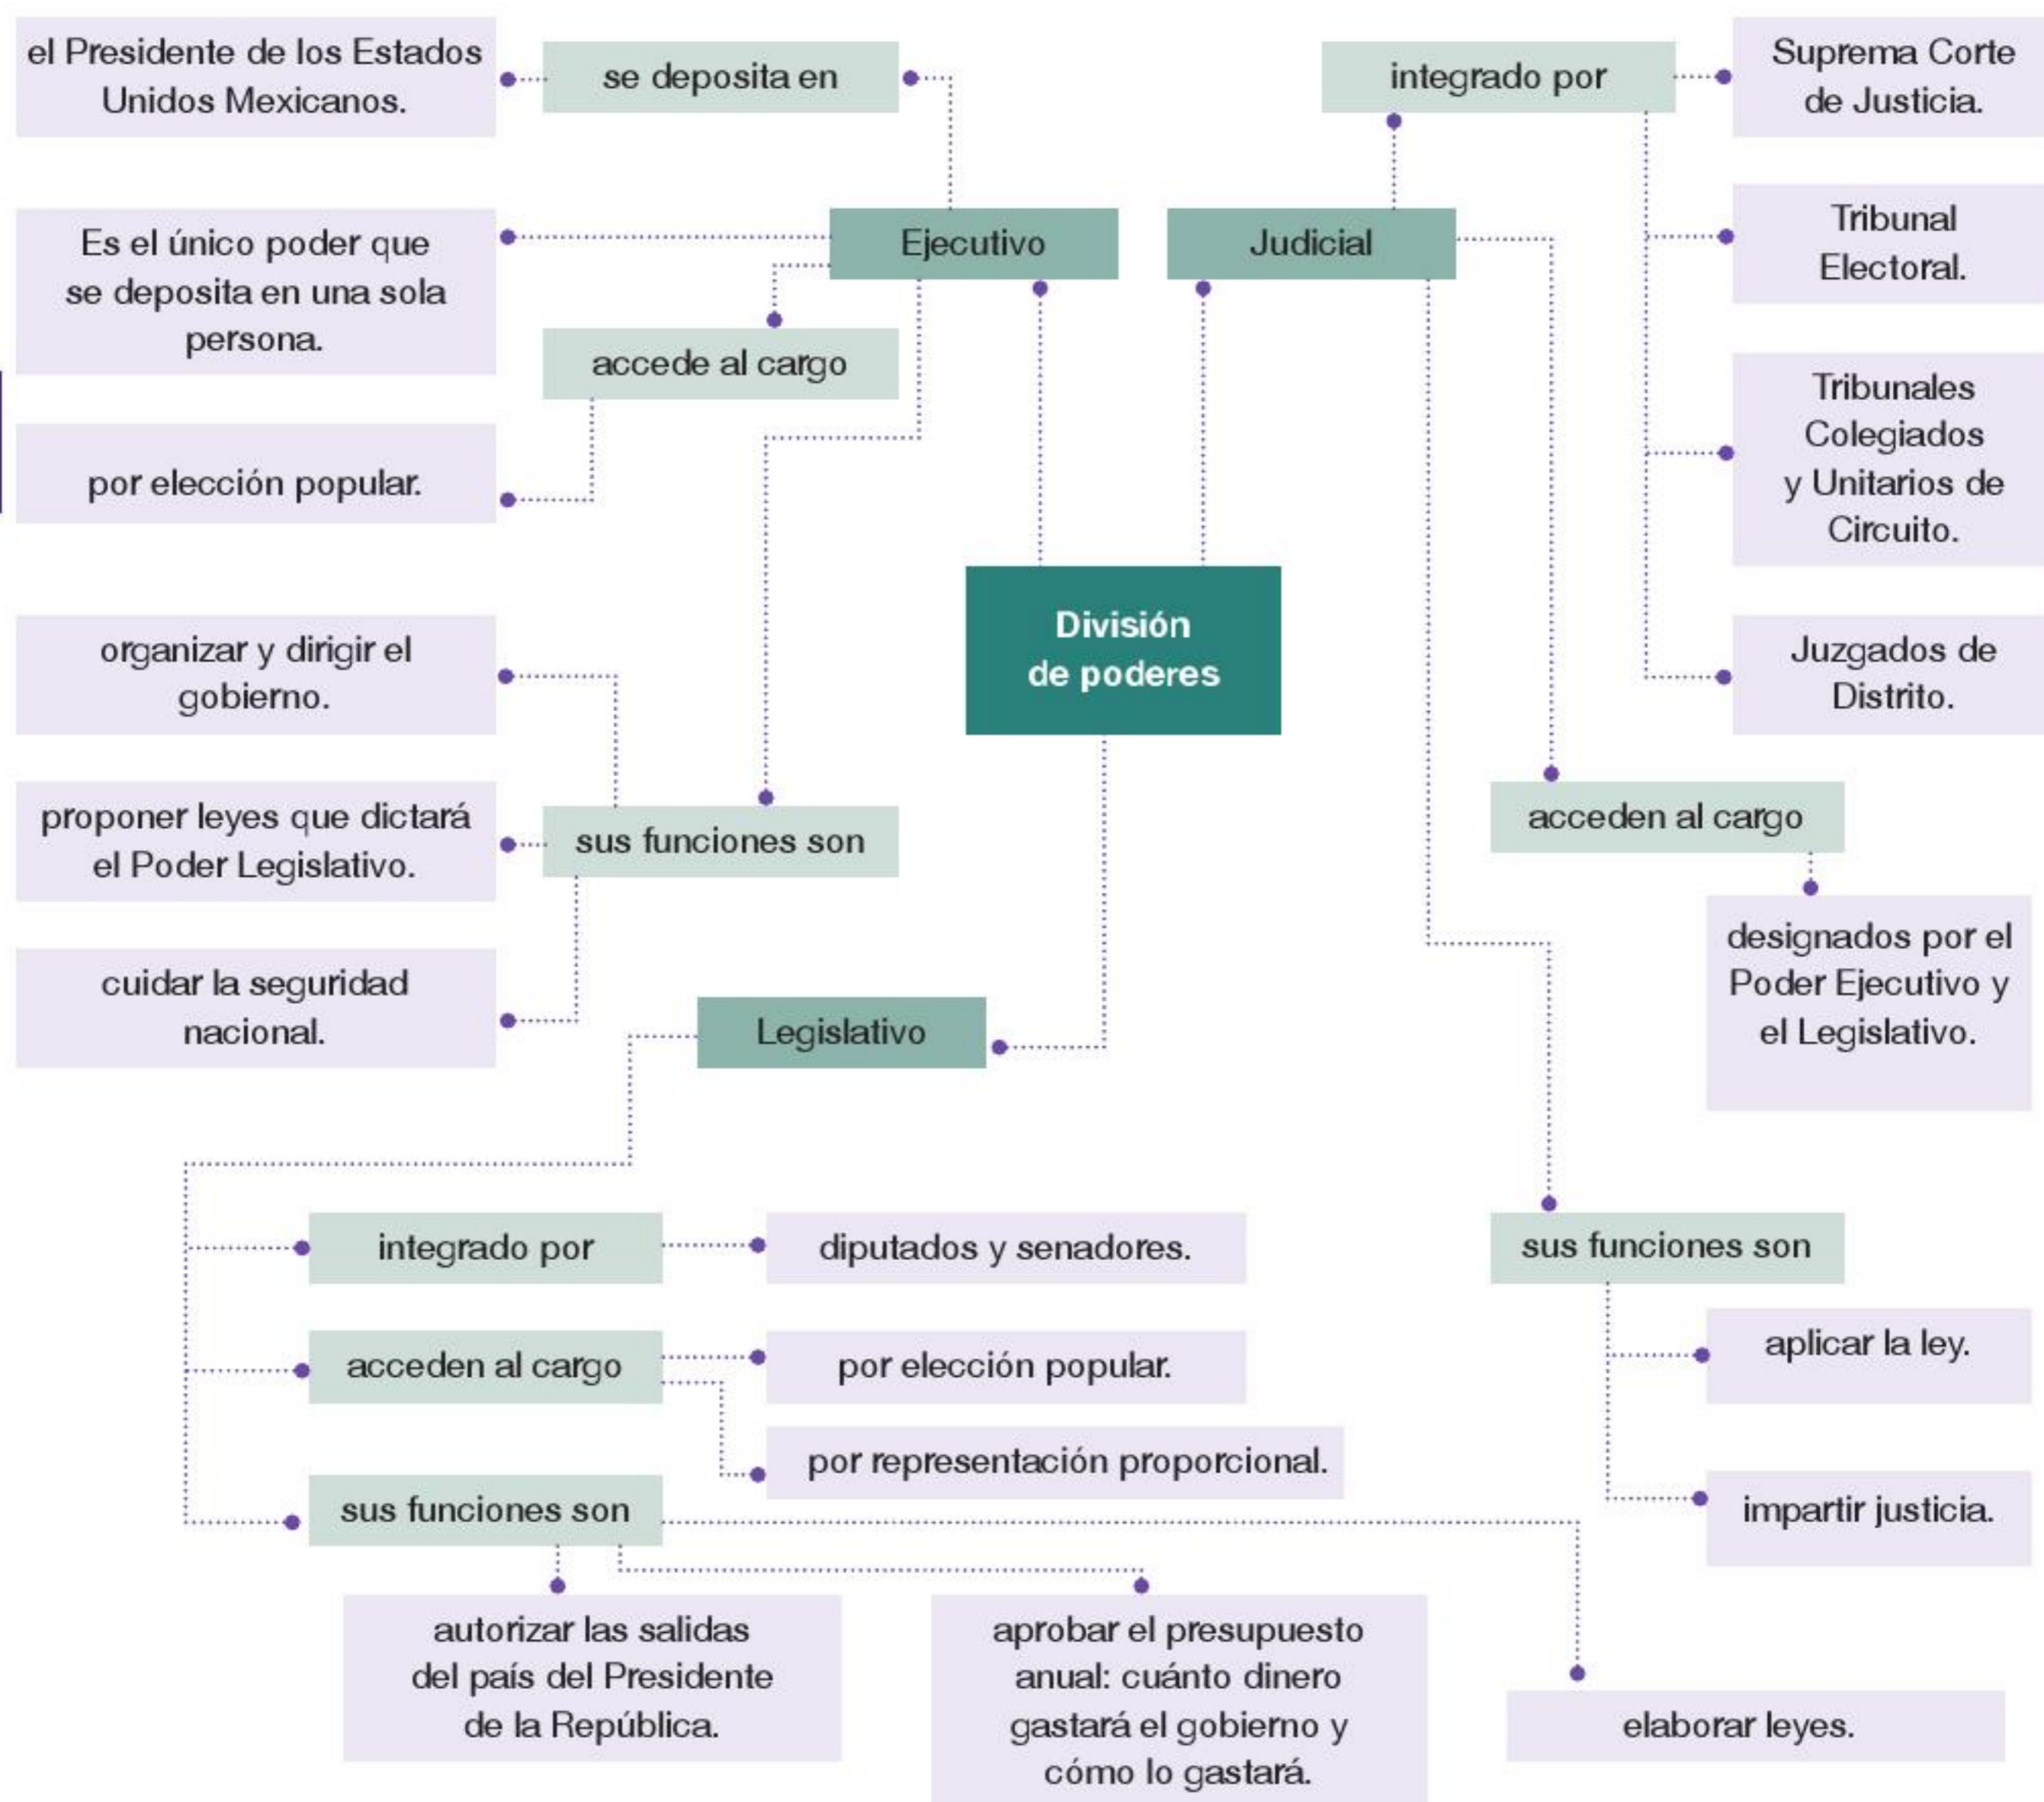 el Presidente de los Estados
Unidos Mexicanos.
se deposita en
integrado por
Suprema Corte
de Justicia.
Es el único poder que
se deposita en una sola
persona.
Ejecutivo
Judicial
Tribunal
Electoral.
accede al cargo
por elección popular.
Tribunales
Colegiados
y Unitarios de
Circuito.
División
de poderes
organizar y dirigir el
gobierno.
Juzgados de
Distrito.
proponer leyes que dictará
el Poder Legislativo.
sus funciones son
acceden al cargo
cuidar la seguridad
nacional.
Legislativo
designados por el
Poder Ejecutivo y
el Legislativo.
integrado por
diputados y senadores.
sus funciones son
acceden al cargo
por elección popular.
aplicar la ley.
por representación proporcional.
sus funciones son
impartir justicia.
autorizar las salidas
del país del Presidente
de la República.
aprobar el presupuesto
anual: cuánto dinero
gastará el gobierno y
cómo lo gastará.
elaborar leyes.